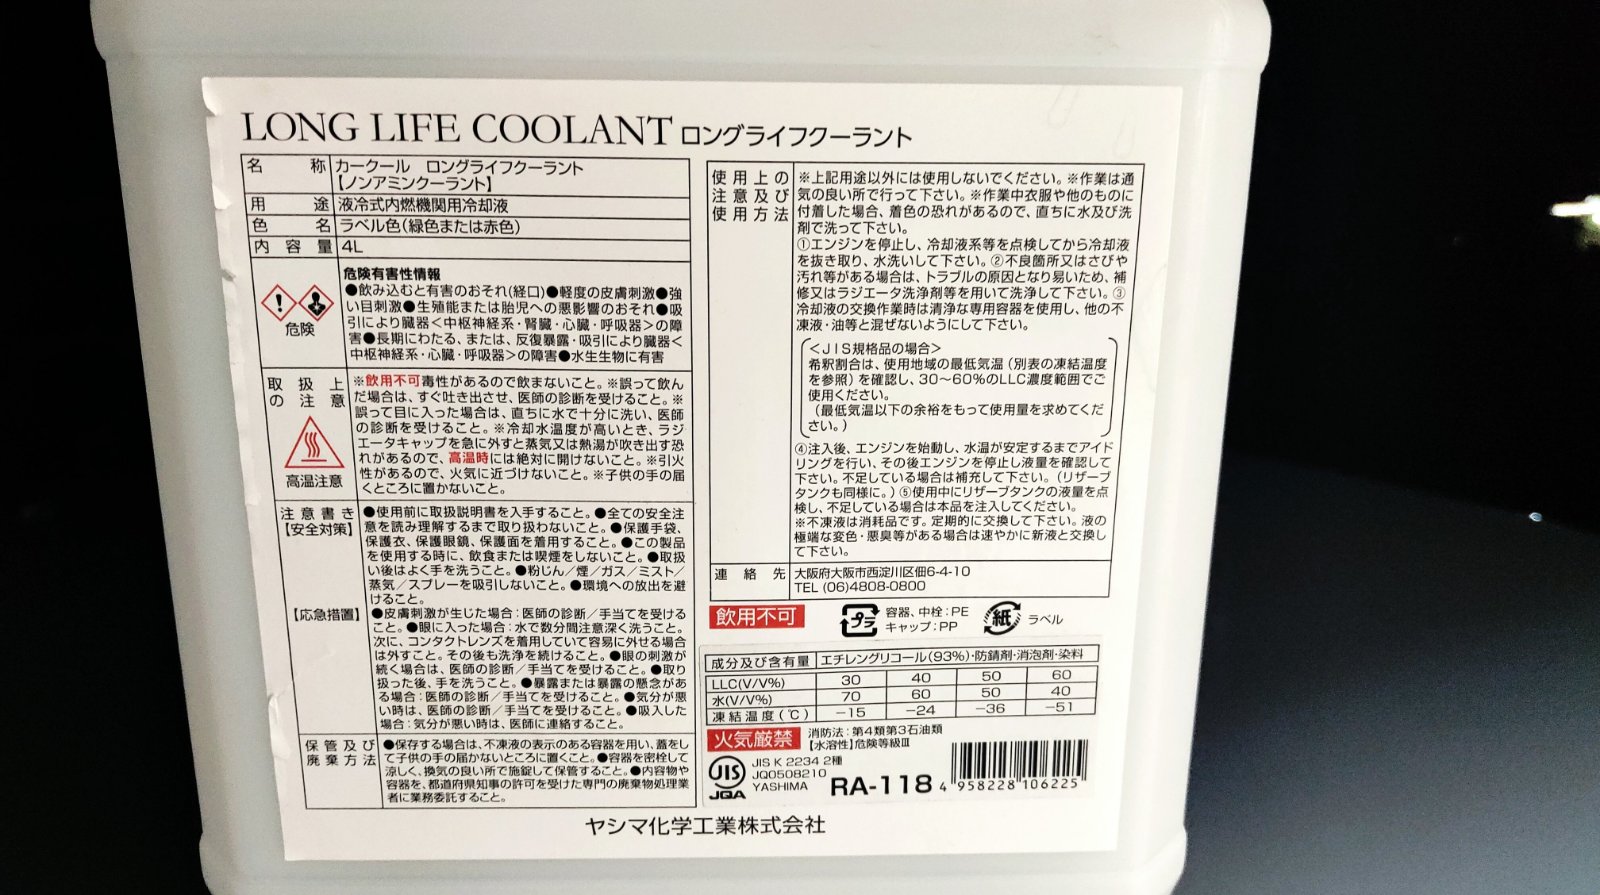 LONG LIFE COOLANT ロングライフクーラント
名称 カークール ロングライフクーラント
【ノンアミンクーラント】
用途 液冷式内燃機関用冷却液
色名 ラベル色(緑色または赤色)
内容量 4L
危険
危険有害性情報
●飲み込むと有害のおそれ(経口)●軽度の皮膚刺激●強
い目刺激●生殖能または胎児への悪影響のおそれ●吸
引により臓器<中枢神経系・腎臓・心臓・呼吸器>の障
害●長期にわたる、または、反復暴露・吸引により臓器<
中枢神経系・心臓・呼吸器>の障害●水生生物に有害
取扱上
の注意
高温注意
※飲用不可毒性があるので飲まないこと。※誤って飲ん
だ場合は、すぐ吐き出させ、医師の診断を受けること。※
誤って目に入った場合は、直ちに水で十分に洗い、医師
の診断を受けること。※冷却水温度が高いとき、ラジ
エータキャップを急に外すと蒸気又は熱湯が吹き出す恐
れがあるので、高温時には絶対に開けないこと。※引火
性があるので、火気に近づけないこと。※子供の手の届
くところに置かないこと。
注意書き
【安全対策】
●使用前に取扱説明書を入手すること。●全ての安全注
意を読み理解するまで取り扱わないこと。●保護手袋、
保護衣、保護眼鏡、保護面を着用すること。●この製品
を使用する時に、飲食または喫煙をしないこと。●取扱
い後はよく手を洗うこと。●粉じん/煙/ガス/ミスト/
蒸気/スプレーを吸引しないこと。●環境への放出を避
けること。
【応急措置】
●皮膚刺激が生じた場合:医師の診断/手当てを受ける
こと。●眼に入った場合:水で数分間注意深く洗うこと。
次に、コンタクトレンズを着用していて容易に外せる場合
は外すこと。その後も洗浄を続けること。●眼の刺激が
続く場合は、医師の診断/手当てを受けること。●取り
扱った後、手を洗うこと。●暴露または暴露の懸念があ
る場合:医師の診断/手当てを受けること。●気分が悪
い時は、医師の診断/手当てを受けること。●吸入した
場合:気分が悪い時は、医師に連絡すること。
保管及び
廃棄方法
●保存する場合は、不凍液の表示のある容器を用い、蓋をし
て子供の手の届かないところに置くこと。●容器を密栓して
涼しく、換気の良い所で施錠して保管すること。●内容物や
容器を、都道府県知事の許可を受けた専門の廃棄物処理業
者に業務委託すること。
使用上の
注意及び
使用方法
※上記用途以外には使用しないでください。※作業は通
気の良い所で行って下さい。※作業中衣服や他のものに
付着した場合、着色の恐れがあるので、直ちに水及び洗
剤で洗って下さい。
①エンジンを停止し、冷却液系等を点検してから冷却液
を抜き取り、水洗いして下さい。②不良箇所又はさびや
汚れ等がある場合は、トラブルの原因となり易いため、補
修又はラジエータ洗浄剤等を用いて洗浄して下さい。③
冷却液の交換作業時は清浄な専用容器を使用し、他の不
凍液・油等と混ぜないようにして下さい。
<JIS規格品の場合>
希釈割合は、使用地域の最低気温(別表の凍結温度
を参照)を確認し、30〜60%のLLC濃度範囲でご
使用ください。
(最低気温以下の余裕をもって使用量を求めてくだ
さい。)
④注入後、エンジンを始動し、水温が安定するまでアイド
リングを行い、その後エンジンを停止し液量を確認して
下さい。不足している場合は補充して下さい。(リザーブ
タンクも同様に。)⑤使用中にリザーブタンクの液量を点
検し、不足している場合は本品を注入してください。
※不凍液は消耗品です。定期的に交換して下さい。液の
極端な変色・悪臭等がある場合は速やかに新液と交換し
て下さい。
連絡先 大阪府大阪市西淀川区佃6-4-10
TEL (06)4808-0800
飲用不可
プラ
容器、中栓:PE
キャップ:PP
紙
ラベル
成分及び含有量 エチレングリコール(93%)・防錆剤・消泡剤・染料
LLC(V/V%) 30 40 50 60
水(V/V%) 70 60 50 40
凍結温度(℃) -15 -24 -36 -51
火気厳禁
消防法:第4類第3石油類
【水溶性】危険等級Ⅲ
JIS
JQA
JIS K 2234 2種
JQ0508210
YASHIMA
RA-118
4 958228 106225
ヤシマ化学工業株式会社